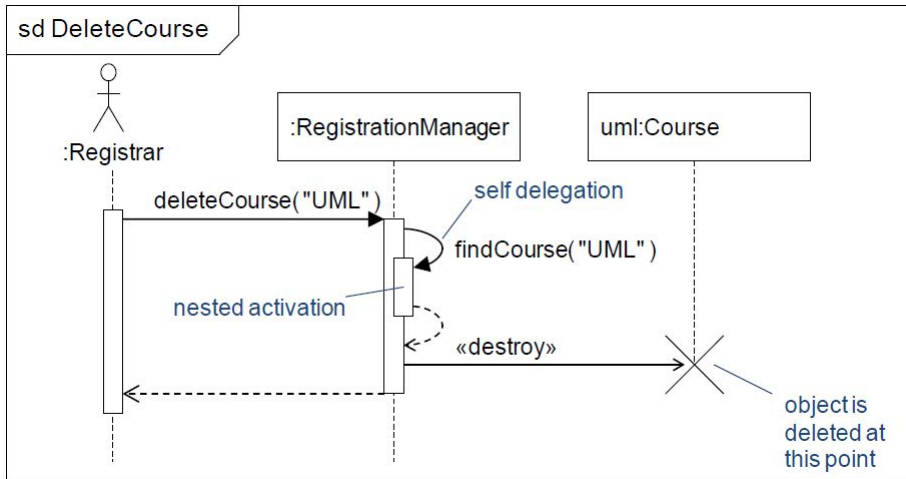 sd DeleteCourse
:Registrar
:RegistrationManager
uml:Course
deleteCourse("UML")
self delegation
findCourse("UML")
nested activation
«destroy»
object is
deleted at
this point